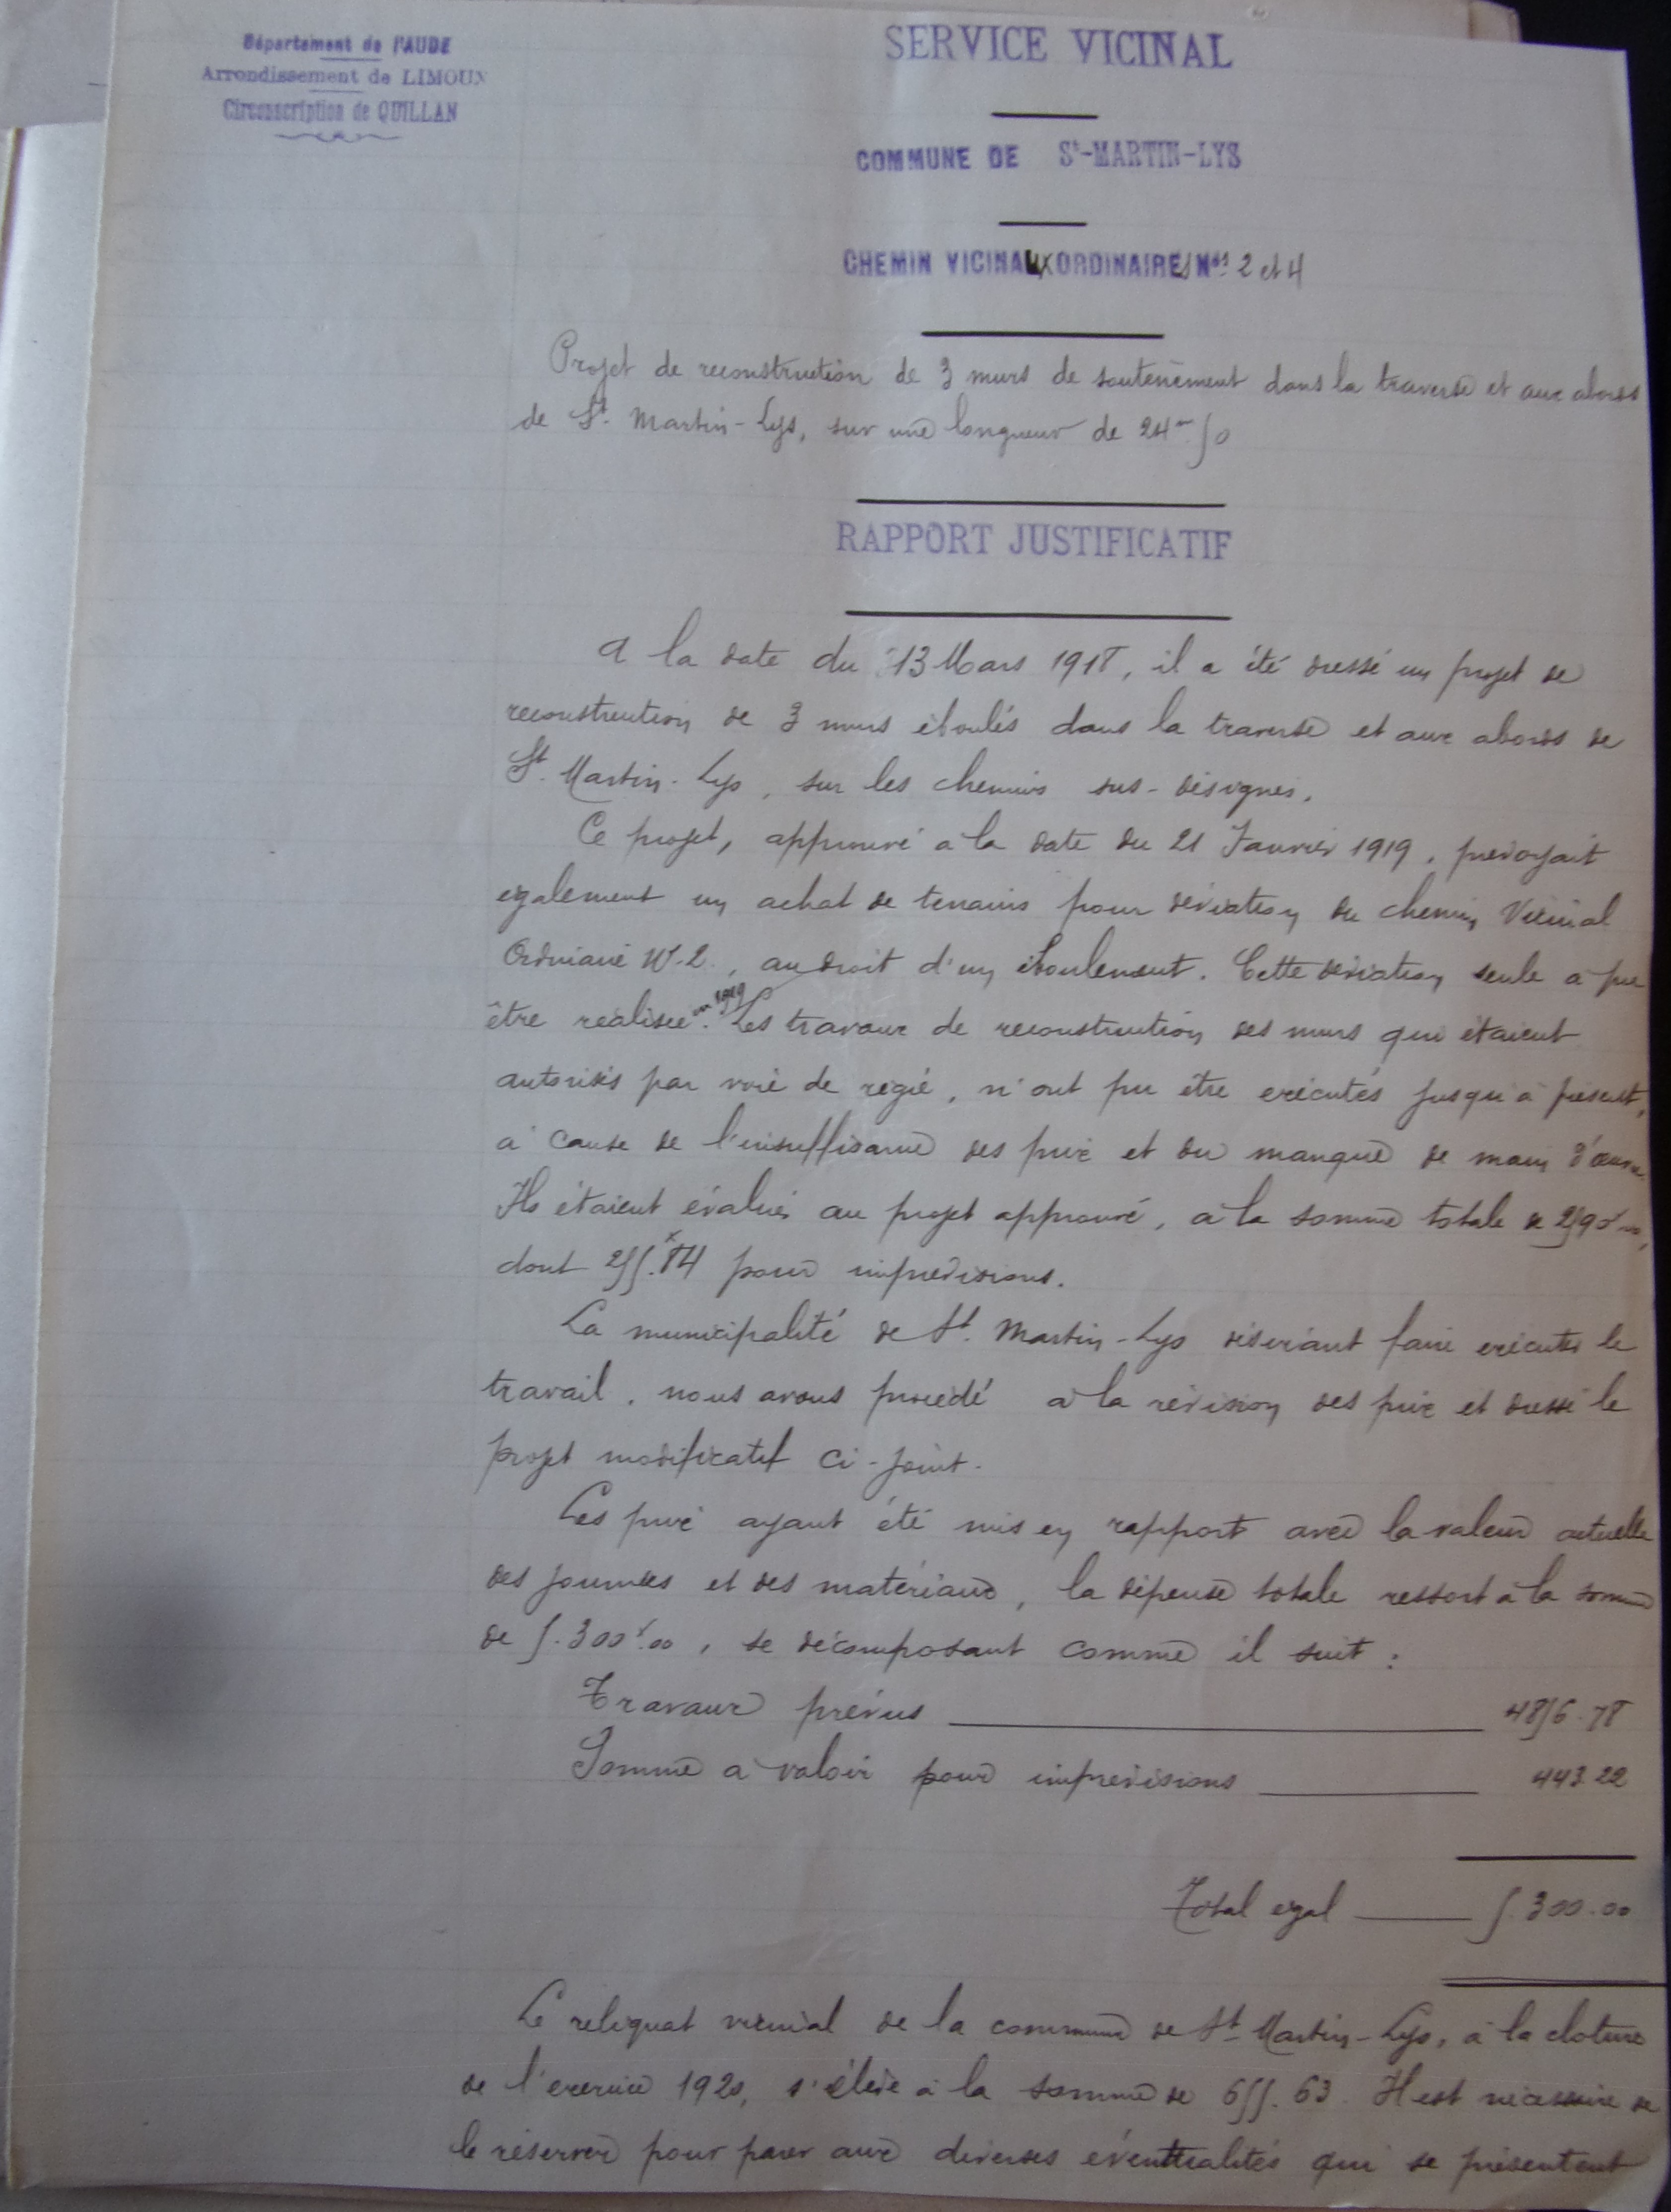 Département de l'AUDE
Arrondissement de LIMOUX
Circonscription de QUILLAN
SERVICE VICINAL
COMMUNE DE St-MARTIN-LYS
CHEMIN VICINAUX ORDINAIRES Nos 2 et 4
Projet de reconstruction de 3 murs de soutènement dans la traverse et aux abords
de St. Martin-Lys, sur une longueur de 24m.50
RAPPORT JUSTIFICATIF
A la date du 13 Mars 1918, il a été dressé un projet de
reconstruction de 3 murs éboulés dans la traverse et aux abords de
St. Martin-Lys, sur les chemins sus-désignés.
Ce projet, approuvé à la date du 21 Janvier 1919, prévoyait
également un achat de terrains pour déviation du chemin Vicinal
Ordinaire No 2, au droit d'un éboulement. Cette déviation seule a pu
être réalisée en 1919. Les travaux de reconstruction des murs qui étaient
autorisés par voie de régie, n'ont pu être exécutés jusqu'à présent,
à cause de l'insuffisance des prix et du manque de main d'œuvre.
Ils étaient évalués au projet approuvé, à la somme totale de 2590f,00,
dont 255.f84 pour imprévisions.
La municipalité de St. Martin-Lys désirant faire exécuter le
travail, nous avons procédé à la révision des prix et dressé le
projet modificatif ci-joint.
Les prix ayant été mis en rapport avec la valeur actuelle
des journées et des matériaux, la dépense totale ressort à la somme
de 5.300f.00, se décomposant comme il suit :
Travaux prévus 4856.78
Somme à valoir pour imprévisions 443.22
Total égal 5.300.00
Le reliquat vicinal de la commune de St-Martin-Lys, à la cloture
de l'exercice 1920, s'élève à la somme de 655.63. Il est nécessaire de
le réserver pour parer aux diverses éventualités qui se présentent